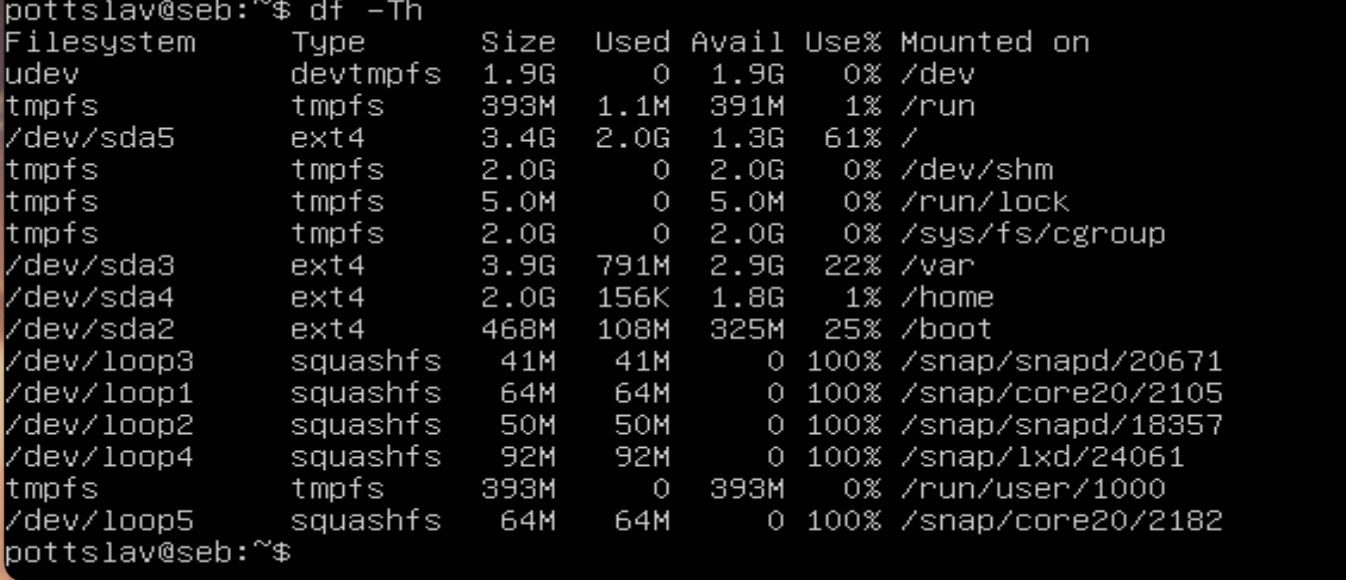 pottslav@seb:~$ df -Th
Filesystem     Type      Size  Used Avail Use% Mounted on
udev           devtmpfs  1.9G     0  1.9G   0% /dev
tmpfs          tmpfs     393M  1.1M  391M   1% /run
/dev/sda5      ext4      3.4G  2.0G  1.3G  61% /
tmpfs          tmpfs     2.0G     0  2.0G   0% /dev/shm
tmpfs          tmpfs     5.0M     0  5.0M   0% /run/lock
tmpfs          tmpfs     2.0G     0  2.0G   0% /sys/fs/cgroup
/dev/sda3      ext4      3.9G  791M  2.9G  22% /var
/dev/sda4      ext4      2.0G  156K  1.8G   1% /home
/dev/sda2      ext4      468M  108M  325M  25% /boot
/dev/loop3     squashfs   41M   41M     0 100% /snap/snapd/20671
/dev/loop1     squashfs   64M   64M     0 100% /snap/core20/2105
/dev/loop2     squashfs   50M   50M     0 100% /snap/snapd/18357
/dev/loop4     squashfs   92M   92M     0 100% /snap/lxd/24061
tmpfs          tmpfs     393M     0  393M   0% /run/user/1000
/dev/loop5     squashfs   64M   64M     0 100% /snap/core20/2182
pottslav@seb:~$